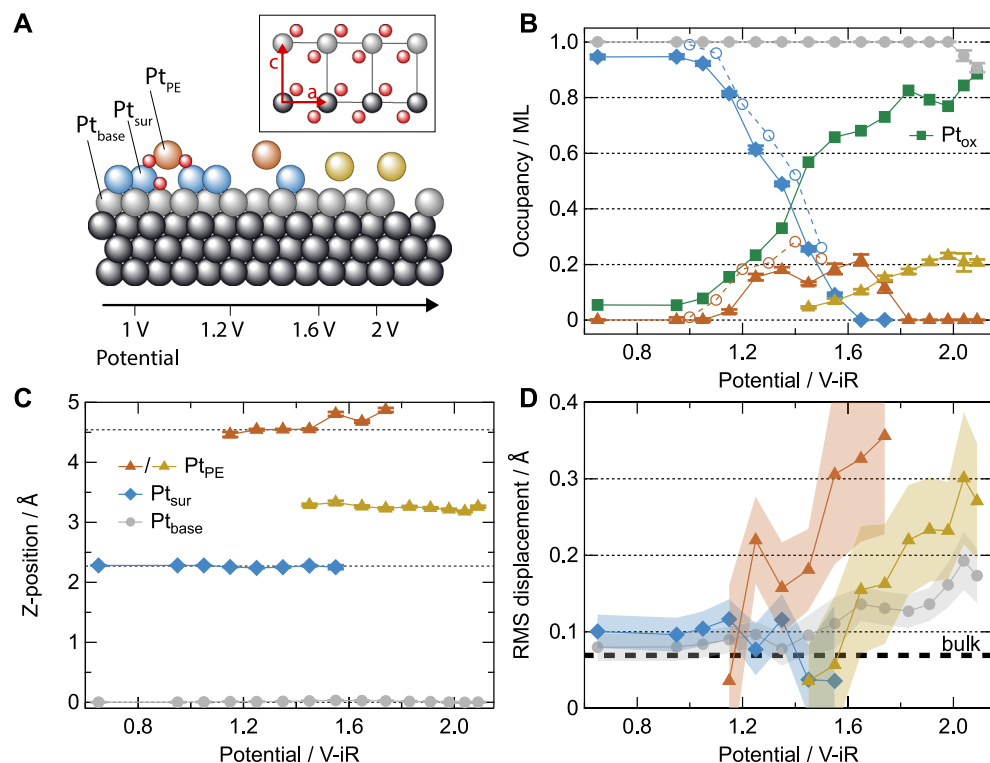 A
Pt_PE
Pt_sur
Pt_base
c
a
1 V
1.2 V
1.6 V
2 V
Potential
B
Occupancy / ML
1.0
0.8
0.6
0.4
0.2
0
Pt_ox
0.8
1.2
1.6
2.0
Potential / V-iR
C
Z-position / Å
5
4
3
2
1
0
/ Pt_PE
Pt_sur
Pt_base
0.8
1.2
1.6
2.0
Potential / V-iR
D
RMS displacement / Å
0.4
0.3
0.2
0.1
0
bulk
0.8
1.2
1.6
2.0
Potential / V-iR